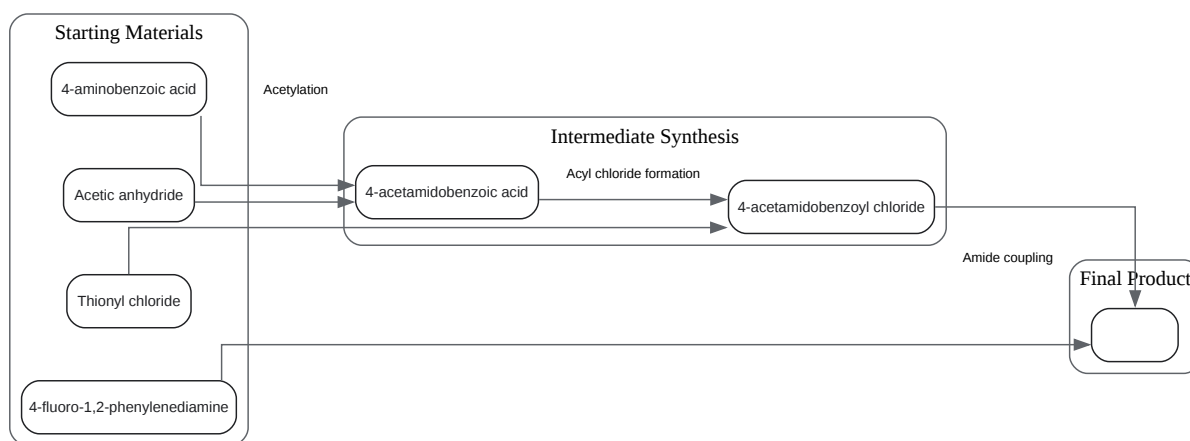 Starting Materials
4-aminobenzoic acid
Acetylation
Intermediate Synthesis
Acetic anhydride
4-acetamidobenzoic acid
Acyl chloride formation
4-acetamidobenzoyl chloride
Amide coupling
Thionyl chloride
Final Product
4-fluoro-1,2-phenylenediamine